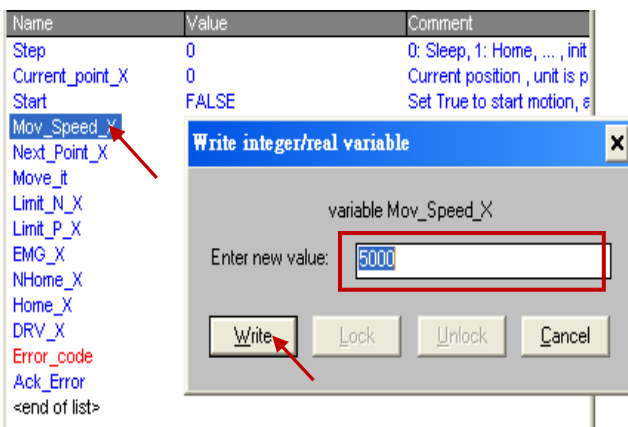 Name Value Comment
Step 0 0: Sleep, 1: Home, ... , init
Current_point_X 0 Current position , unit is p
Start FALSE Set True to start motion, a
Mov_Speed_X
Next_Point_X
Move_it
Limit_N_X
Limit_P_X
EMG_X
NHome_X
Home_X
DRV_X
Error_code
Ack_Error
<end of list>
Write integer/real variable
variable Mov_Speed_X
Enter new value: 5000
Write Lock Unlock Cancel